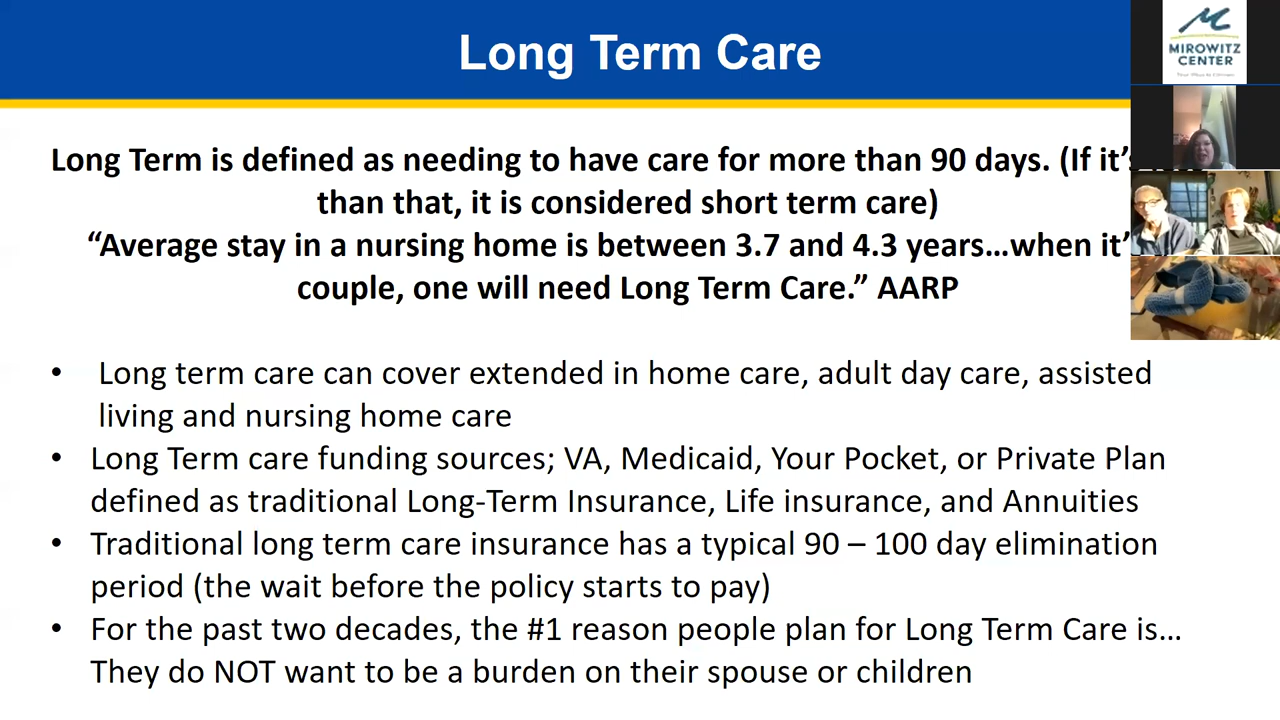 Long Term Care
MIROWITZ
CENTER
Long Term is defined as needing to have care for more than 90 days. (If it's
than that, it is considered short term care)
“Average stay in a nursing home is between 3.7 and 4.3 years…when it’
couple, one will need Long Term Care.” AARP
• Long term care can cover extended in home care, adult day care, assisted
living and nursing home care
• Long Term care funding sources; VA, Medicaid, Your Pocket, or Private Plan
defined as traditional Long-Term Insurance, Life insurance, and Annuities
• Traditional long term care insurance has a typical 90 – 100 day elimination
period (the wait before the policy starts to pay)
• For the past two decades, the #1 reason people plan for Long Term Care is…
They do NOT want to be a burden on their spouse or children